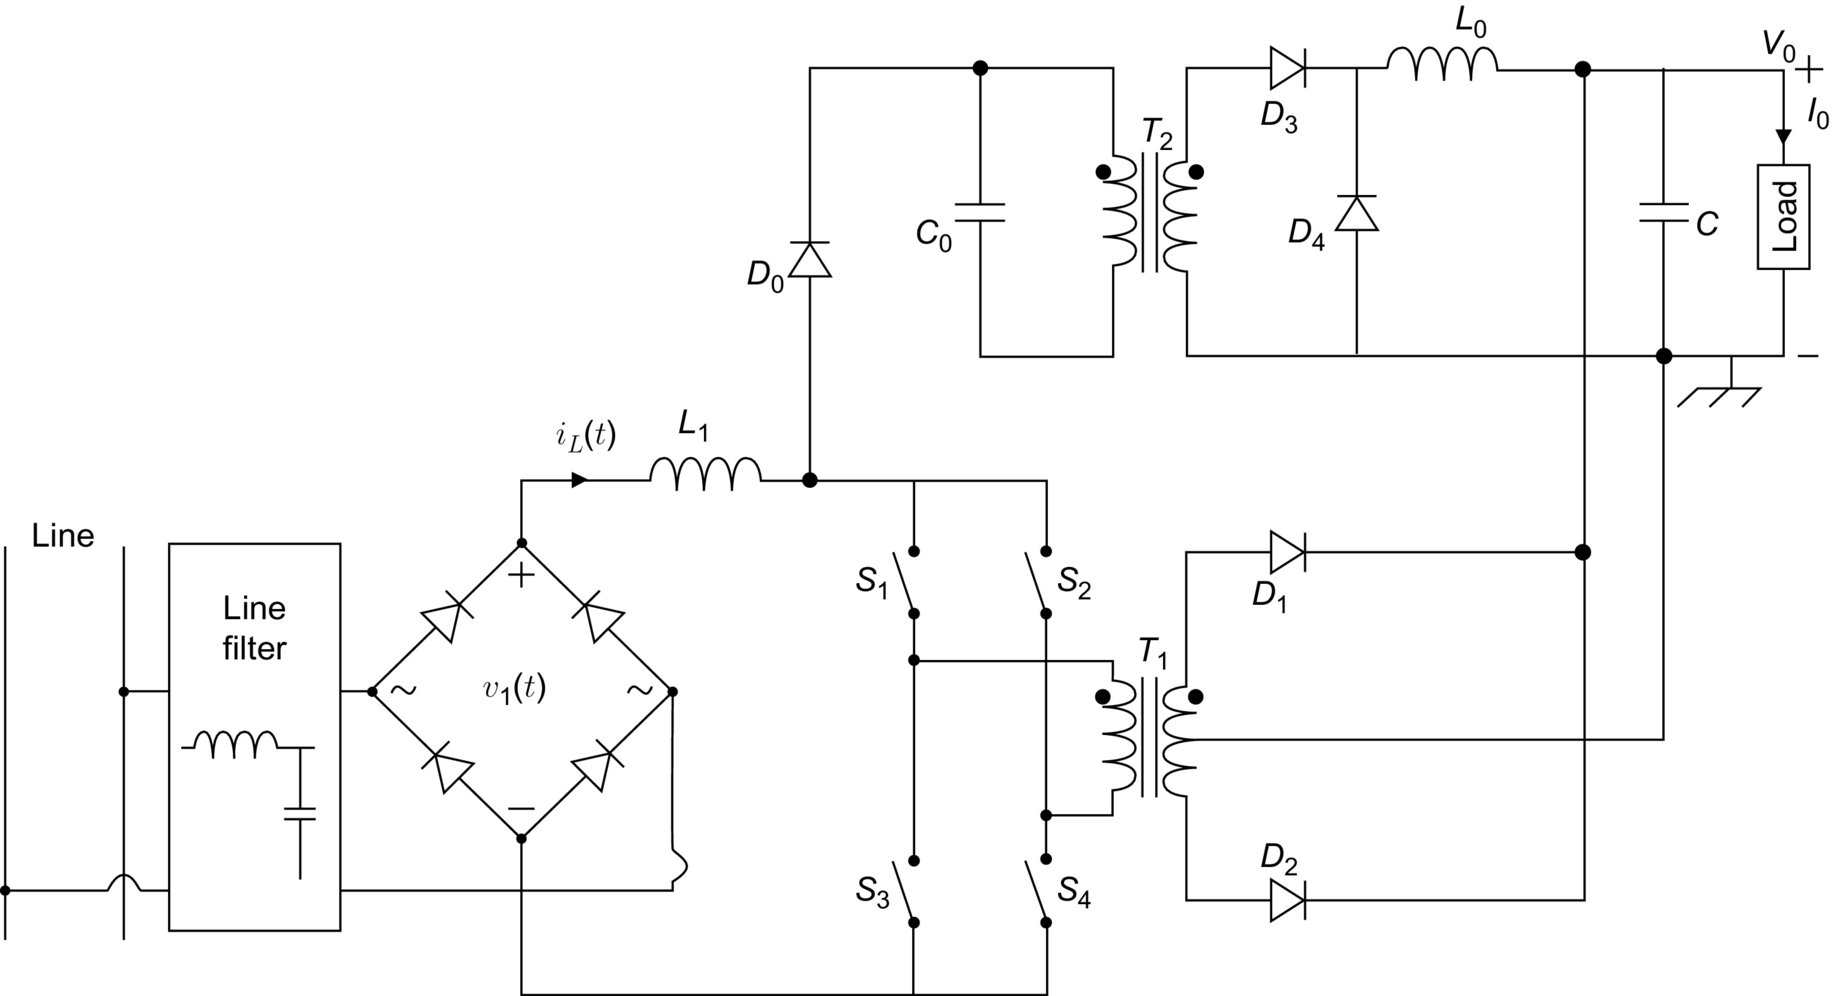 L0
V0
+
I0
D3
T2
C0
D4
C
Load
D0
−
L1
iL(t)
Line
S1
S2
D1
+
Line
filter
T1
~
v1(t)
~
−
D2
S3
S4